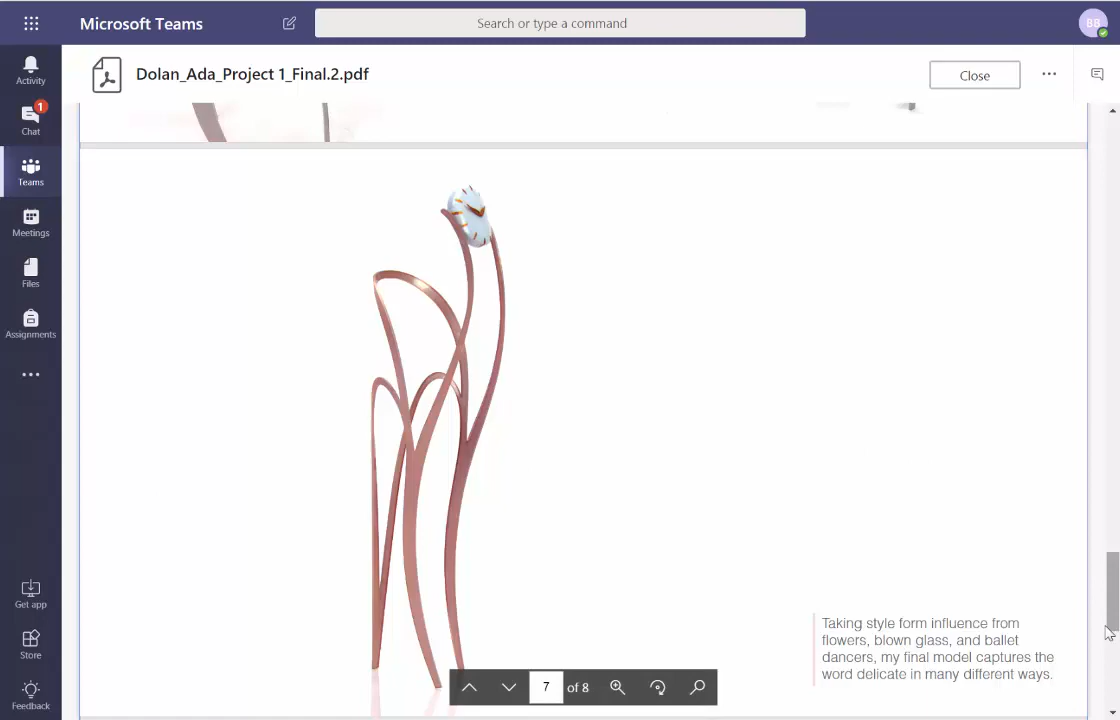 Microsoft Teams
Search or type a command
BB
Activity
1
Chat
Teams
Meetings
Files
Assignments
Get app
Store
Feedback
Dolan_Ada_Project 1_Final.2.pdf
Close
Taking style form influence from
flowers, blown glass, and ballet
dancers, my final model captures the
word delicate in many different ways.
7 of 8